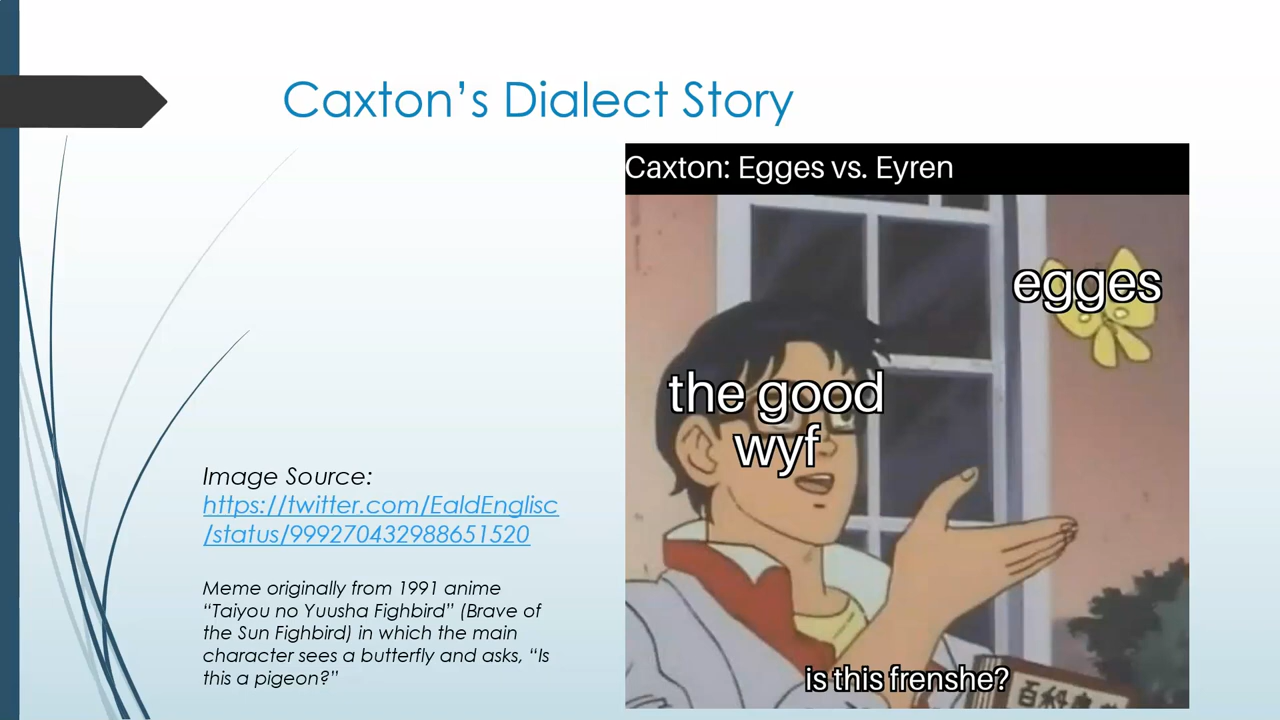 Caxton’s Dialect Story
Caxton: Egges vs. Eyren
egges
the good
wyf
is this frenshe?
Image Source:
https://twitter.com/EaldEnglisc
/status/999270432988651520
Meme originally from 1991 anime
“Taiyou no Yuusha Fighbird” (Brave of
the Sun Fighbird) in which the main
character sees a butterfly and asks, “Is
this a pigeon?”